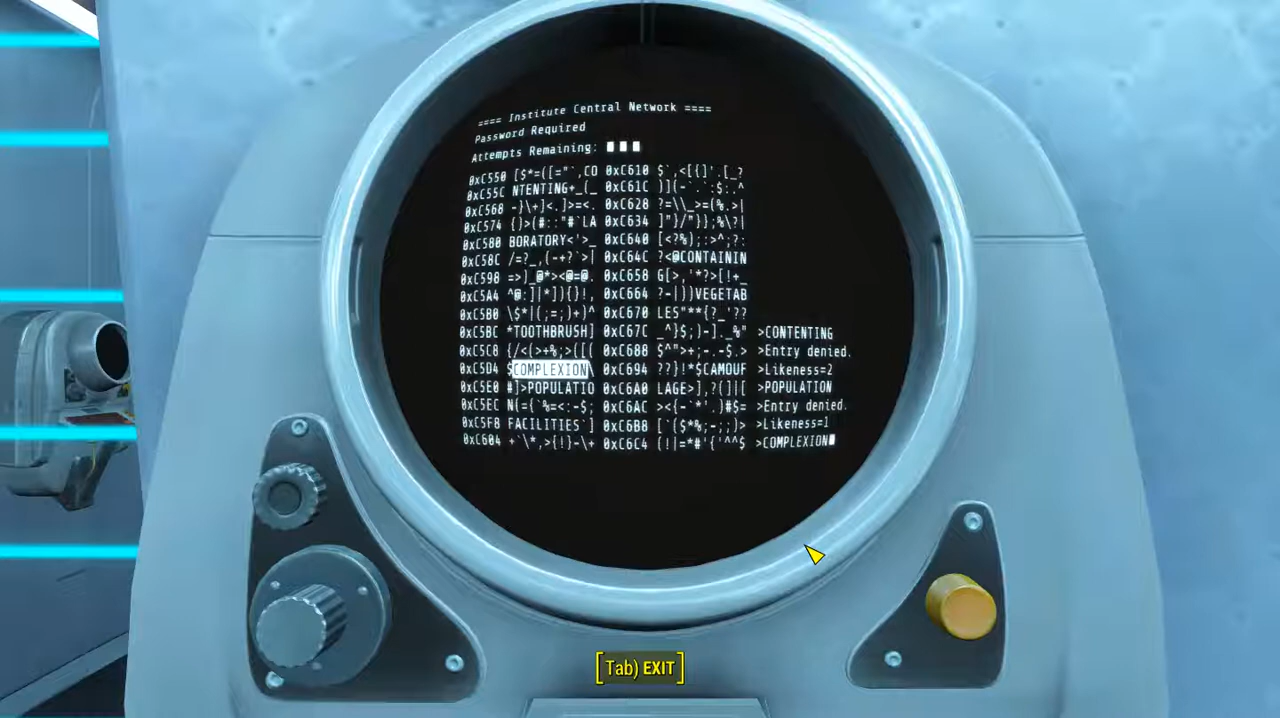 ==== Institute Central Network ====
Password Required
Attempts Remaining: ■ ■ ■
0xC550 [$*=([="`,CO 0xC610 $`,<[{]'.[_?
0xC55C NTENTING+_(_ 0xC61C )](-`.`:$:.^
0xC568 -}\+]<.]>=<. 0xC628 ?=\\_>=(%.>|
0xC574 {}>(#::"#`LA 0xC634 ]"}/"}};%\?|
0xC580 BORATORY<'>_ 0xC640 [<?%);:>^;?:
0xC58C /=?_,(-+?`>| 0xC64C ?<@CONTAININ
0xC598 =>]_@*><@=@. 0xC658 G[>,'*?>[!+_
0xC5A4 ^@:]|*]){}!, 0xC664 ?-|))VEGETAB
0xC5B0 \$*|(;=;)+)^ 0xC670 LES"**{?_'??
0xC5BC *TOOTHBRUSH] 0xC67C _^}$;)-]._%" >CONTENTING
0xC5C8 {/<(>+%;>([( 0xC688 $^">+;-.-$.> >Entry denied.
0xC5D4 $COMPLEXION\ 0xC694 ??}!*$CAMOUF >Likeness=2
0xC5E0 #]>POPULATIO 0xC6A0 LAGE>],?(]|[ >POPULATION
0xC5EC N(=(`%=<:-$; 0xC6AC ><{-`*'.)#$= >Entry denied.
0xC5F8 FACILITIES`] 0xC6B8 [`($*%;-;;)> >Likeness=1
0xC604 +`\*,>{!}-\+ 0xC6C4 (!|=*#'{'^^$ >COMPLEXION■
[Tab) EXIT]